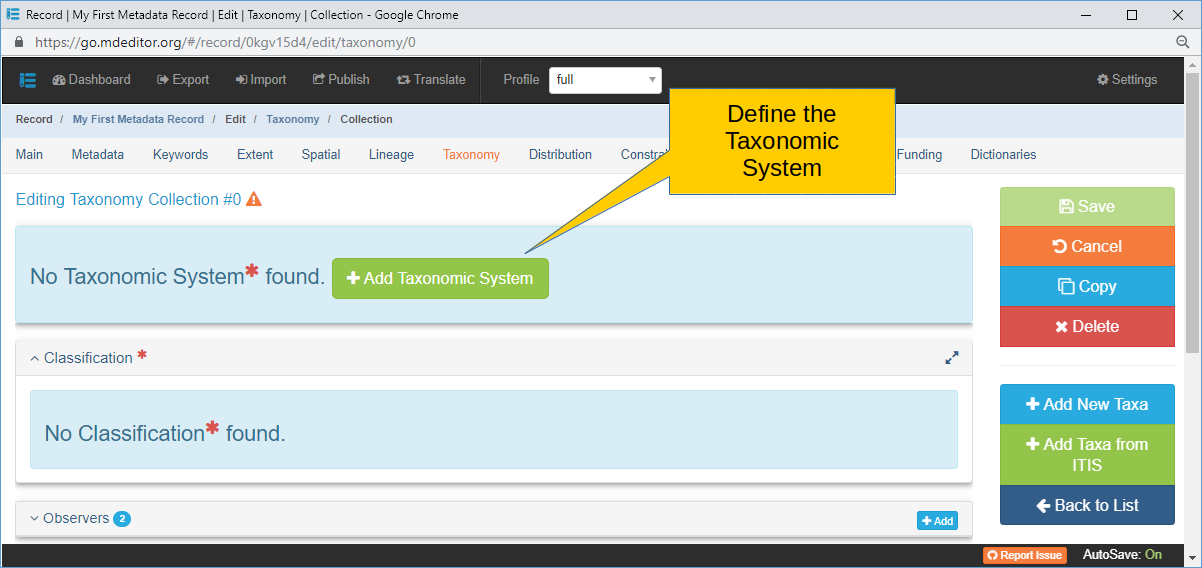 Record | My First Metadata Record | Edit | Taxonomy | Collection - Google Chrome
https://go.mdeditor.org/#/record/0kgv15d4/edit/taxonomy/0
Dashboard Export Import Publish Translate Profile full Settings
Record / My First Metadata Record / Edit / Taxonomy / Collection
Main Metadata Keywords Extent Spatial Lineage Taxonomy Distribution Funding Dictionaries
Define the
Taxonomic
System
Editing Taxonomy Collection #0
No Taxonomic System* found. + Add Taxonomic System
Classification *
No Classification* found.
Observers 2 + Add
Save
Cancel
Copy
Delete
+ Add New Taxa
+ Add Taxa from
ITIS
Back to List
Report Issue AutoSave: On